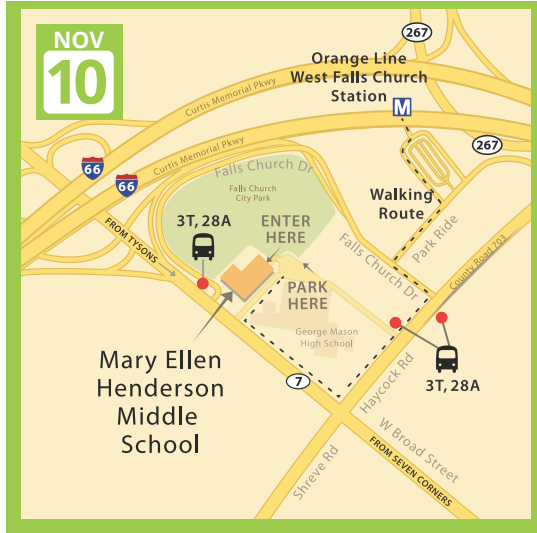 NOV
10
267
Orange Line
West Falls Church
Station
M
Curtis Memorial Pkwy
Curtis Memorial Pkwy
267
66
66
Falls Church Dr
Falls Church
City Park
Walking
Route
3T, 28A
ENTER
HERE
FROM TYSONS
Park Ride
Falls Church Dr
County Road 703
PARK
HERE
George Mason
High School
Mary Ellen
Henderson
Middle
School
7
Haycock Rd
3T, 28A
W Broad Street
Shreve Rd
FROM SEVEN CORNERS